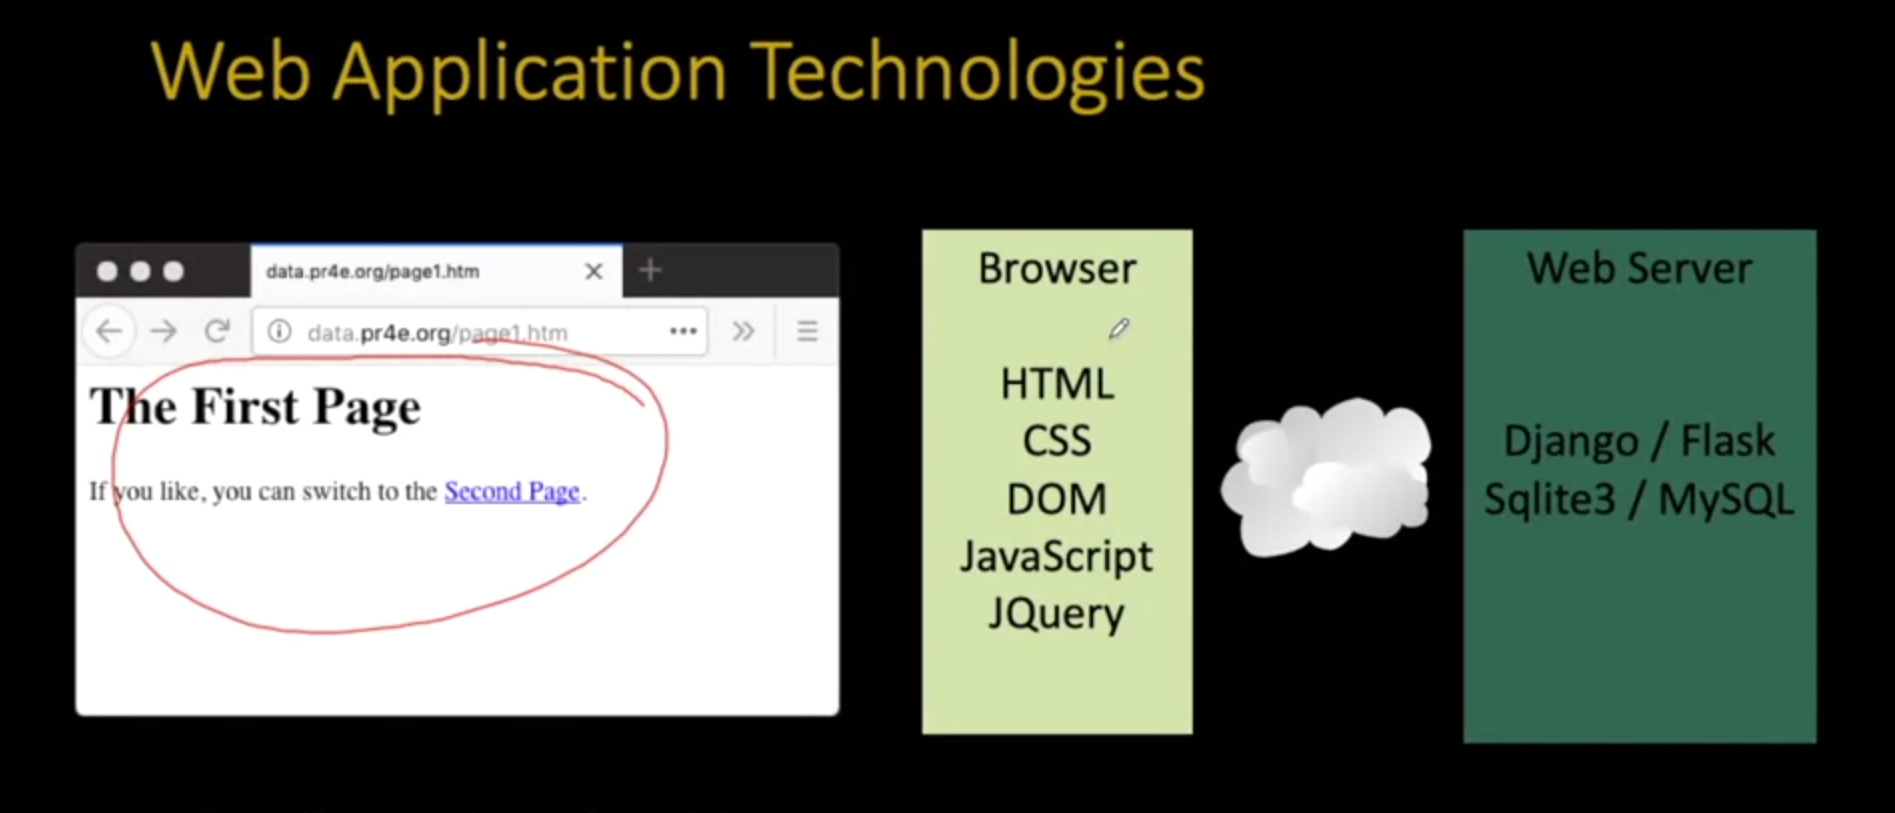 Web Application Technologies
data.pr4e.org/page1.htm
data.pr4e.org/page1.htm
The First Page
If you like, you can switch to the Second Page.
Browser
HTML
CSS
DOM
JavaScript
JQuery
Web Server
Django / Flask
Sqlite3 / MySQL